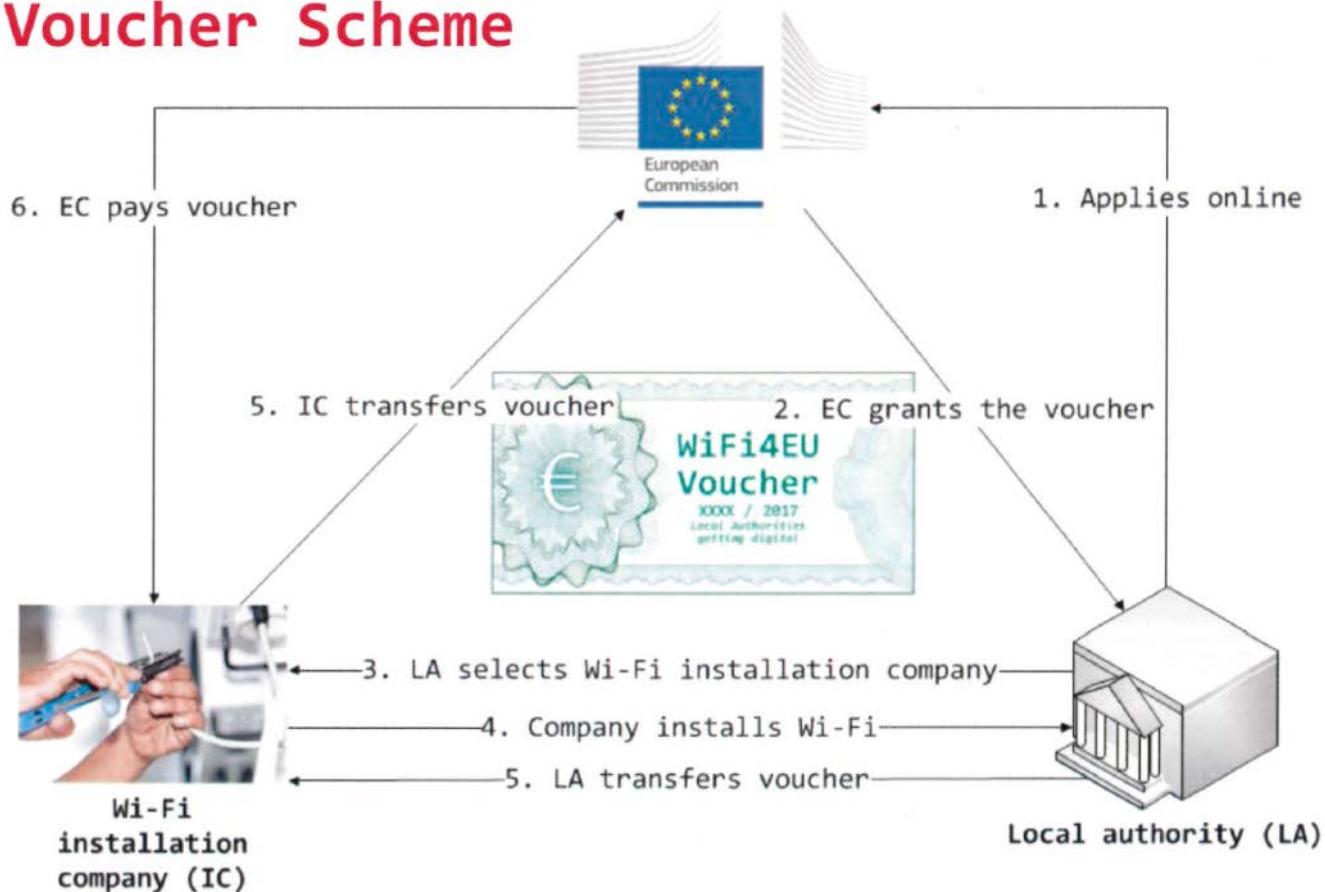 Voucher Scheme
European
Commission
6. EC pays voucher
1. Applies online
5. IC transfers voucher
2. EC grants the voucher
WiFi4EU
Voucher
XXXX / 2017
Local Authorities
getting digital
3. LA selects Wi-Fi installation company
4. Company installs Wi-Fi
5. LA transfers voucher
Wi-Fi
installation
company (IC)
Local authority (LA)